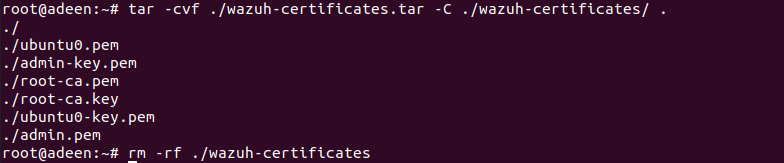 root@adeen:~# tar -cvf ./wazuh-certificates.tar -C ./wazuh-certificates/ .
./
./ubuntu0.pem
./admin-key.pem
./root-ca.pem
./root-ca.key
./ubuntu0-key.pem
./admin.pem
root@adeen:~# rm -rf ./wazuh-certificates